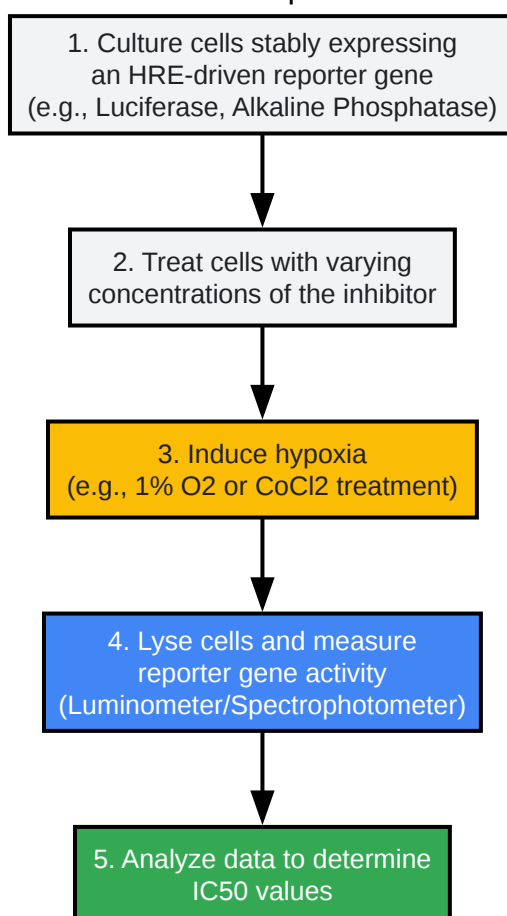 1. Culture cells stably expressing
an HRE-driven reporter gene
(e.g., Luciferase, Alkaline Phosphatase)
2. Treat cells with varying
concentrations of the inhibitor
3. Induce hypoxia
(e.g., 1% O2 or CoCl2 treatment)
4. Lyse cells and measure
reporter gene activity
(Luminometer/Spectrophotometer)
5. Analyze data to determine
IC50 values